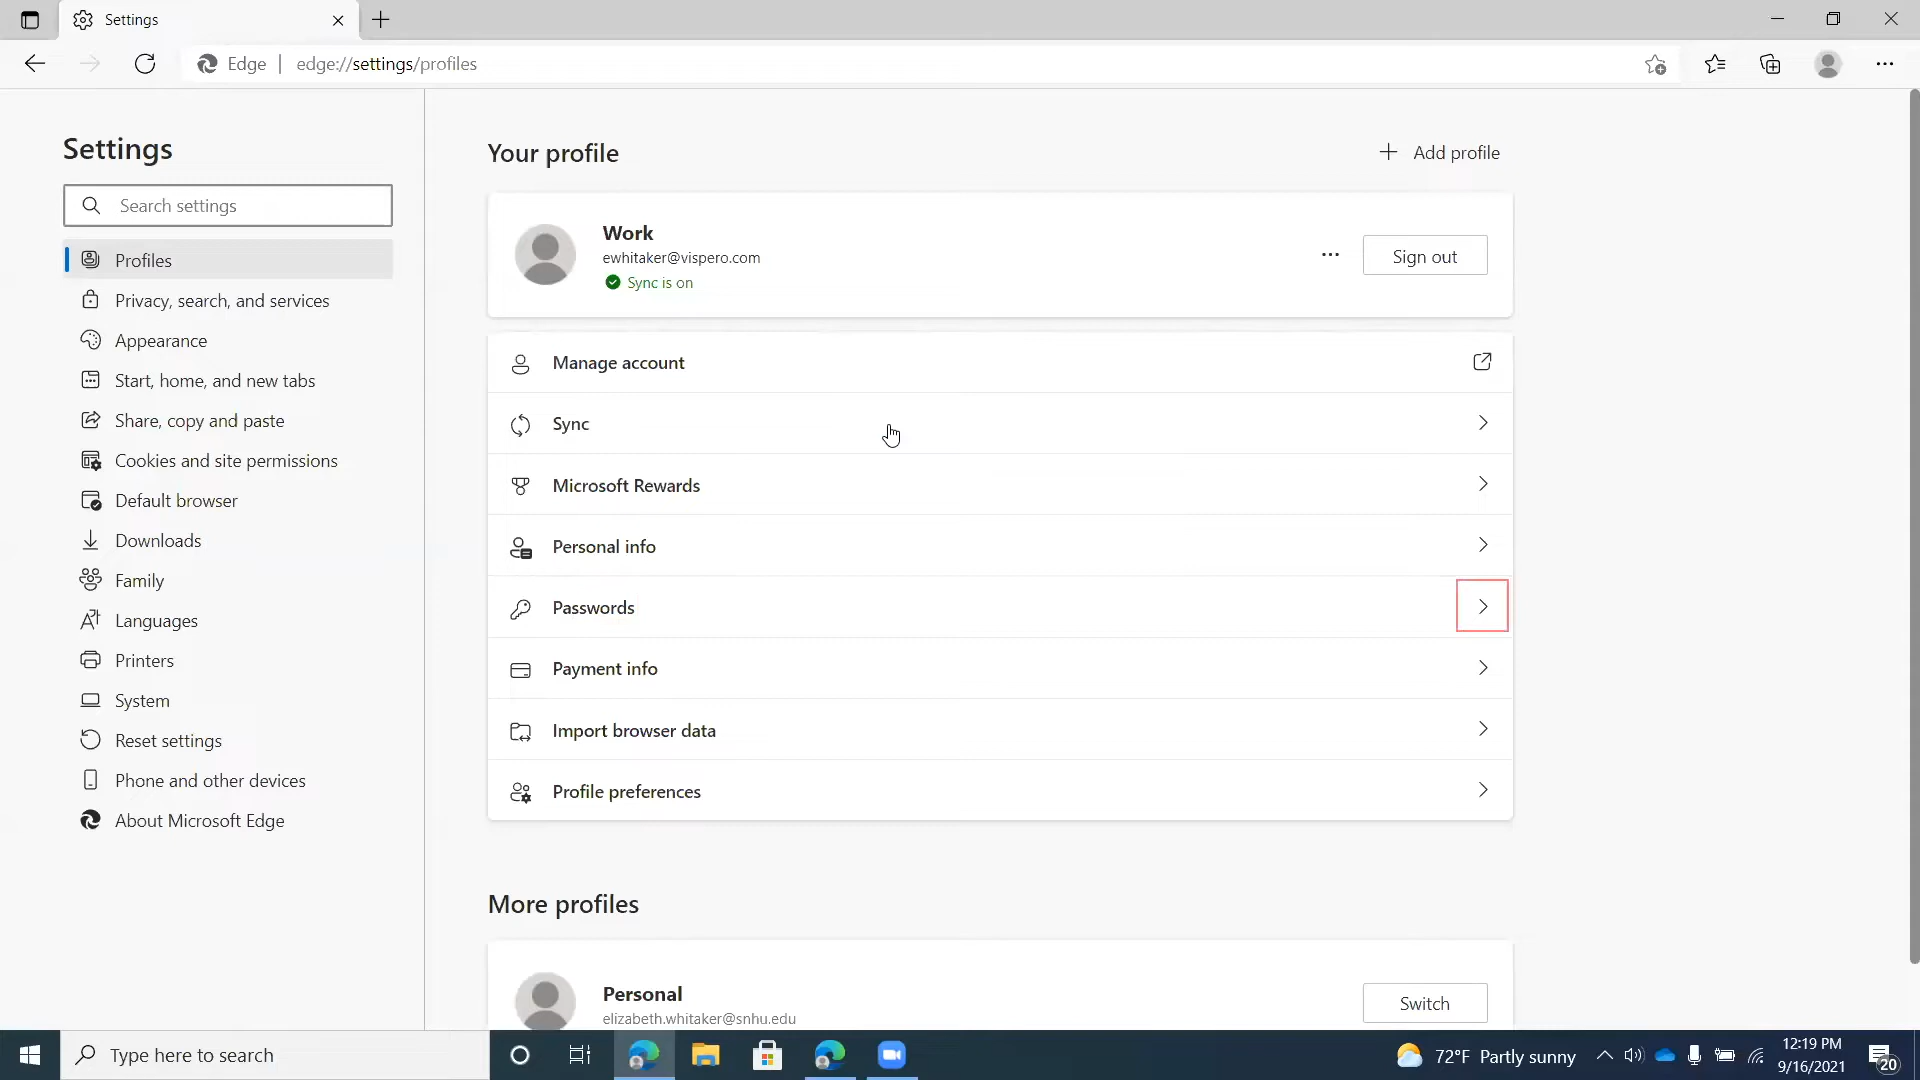 Settings
Edge | edge://settings/profiles
Settings
Search settings
Profiles
Privacy, search, and services
Appearance
Start, home, and new tabs
Share, copy and paste
Cookies and site permissions
Default browser
Downloads
Family
Languages
Printers
System
Reset settings
Phone and other devices
About Microsoft Edge
Your profile
Add profile
Work
ewhitaker@vispero.com
Sync is on
Sign out
Manage account
Sync
Microsoft Rewards
Personal info
Passwords
Payment info
Import browser data
Profile preferences
More profiles
Personal
elizabeth.whitaker@snhu.edu
Switch
Type here to search
72°F Partly sunny
12:19 PM
9/16/2021
20